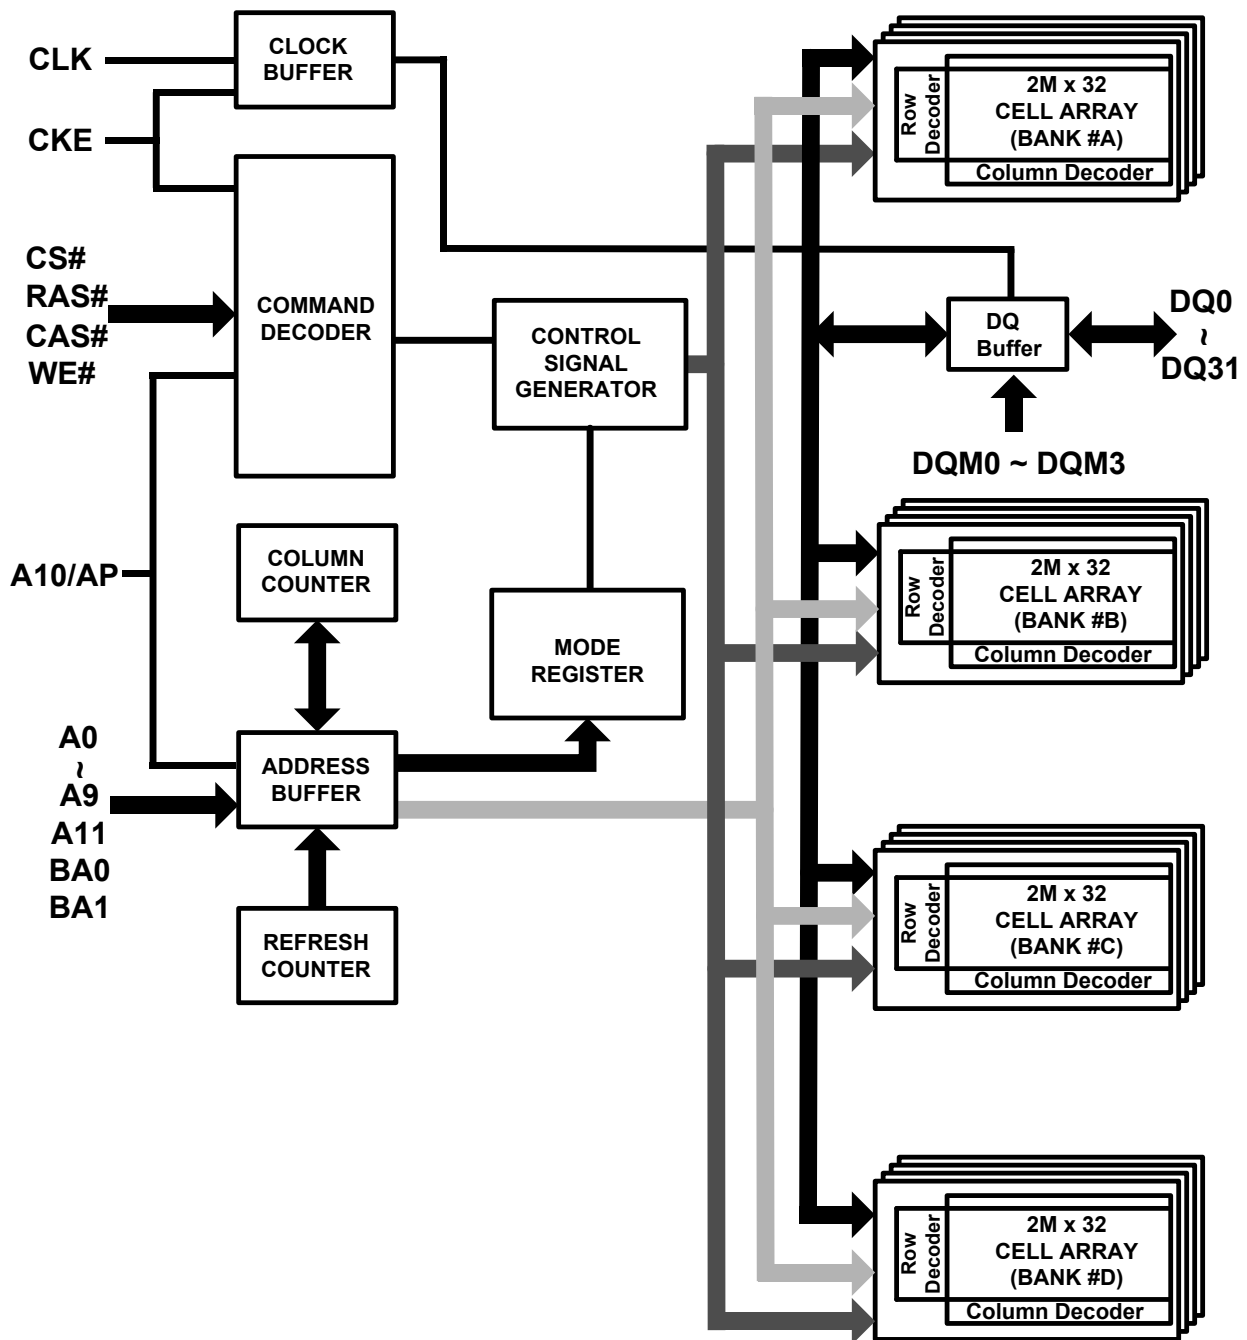 CLK
CKE
CS#
RAS#
CAS#
WE#
A10/AP
A0
~
A9
A11
BA0
BA1
CLOCK
BUFFER
COMMAND
DECODER
COLUMN
COUNTER
ADDRESS
BUFFER
REFRESH
COUNTER
CONTROL
SIGNAL
GENERATOR
MODE
REGISTER
Row
Decoder
2M x 32
CELL ARRAY
(BANK #A)
Column Decoder
DQ
Buffer
DQ0
~
DQ31
DQM0 ~ DQM3
Row
Decoder
2M x 32
CELL ARRAY
(BANK #B)
Column Decoder
Row
Decoder
2M x 32
CELL ARRAY
(BANK #C)
Column Decoder
Row
Decoder
2M x 32
CELL ARRAY
(BANK #D)
Column Decoder